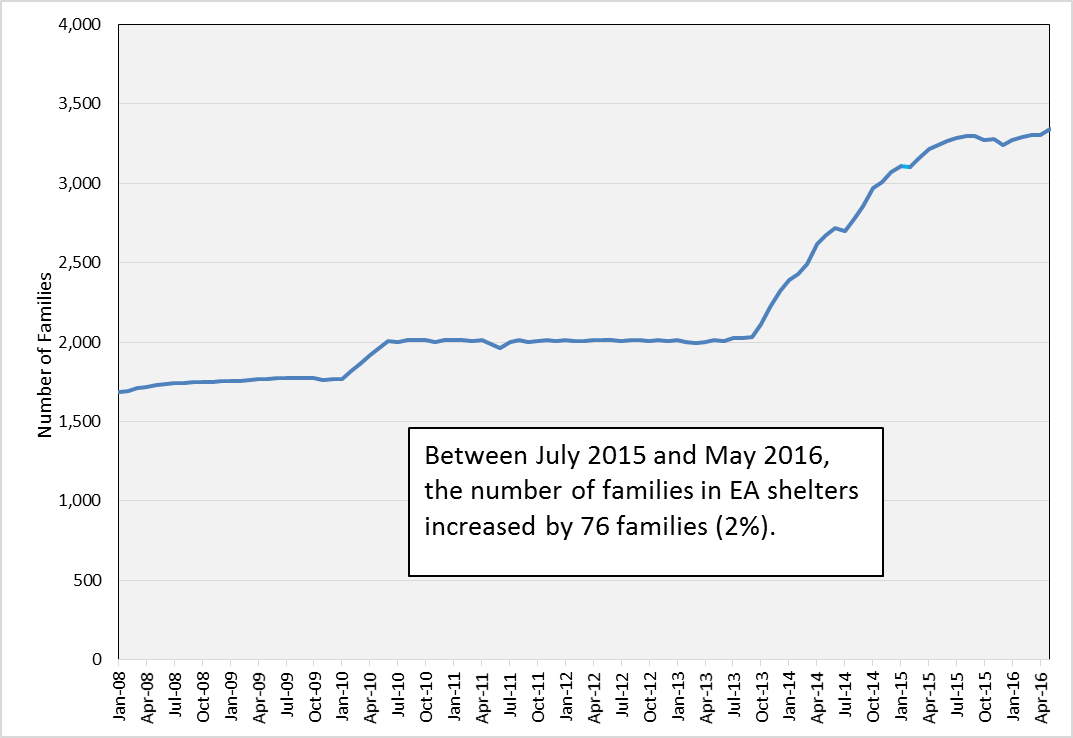 4,000
3,500
3,000
2,500
2,000
1,500
1,000
500
0
Number of Families
Between July 2015 and May 2016,
the number of families in EA shelters
increased by 76 families (2%).
Jan-08
Apr-08
Jul-08
Oct-08
Jan-09
Apr-09
Jul-09
Oct-09
Jan-10
Apr-10
Jul-10
Oct-10
Jan-11
Apr-11
Jul-11
Oct-11
Jan-12
Apr-12
Jul-12
Oct-12
Jan-13
Apr-13
Jul-13
Oct-13
Jan-14
Apr-14
Jul-14
Oct-14
Jan-15
Apr-15
Jul-15
Oct-15
Jan-16
Apr-16